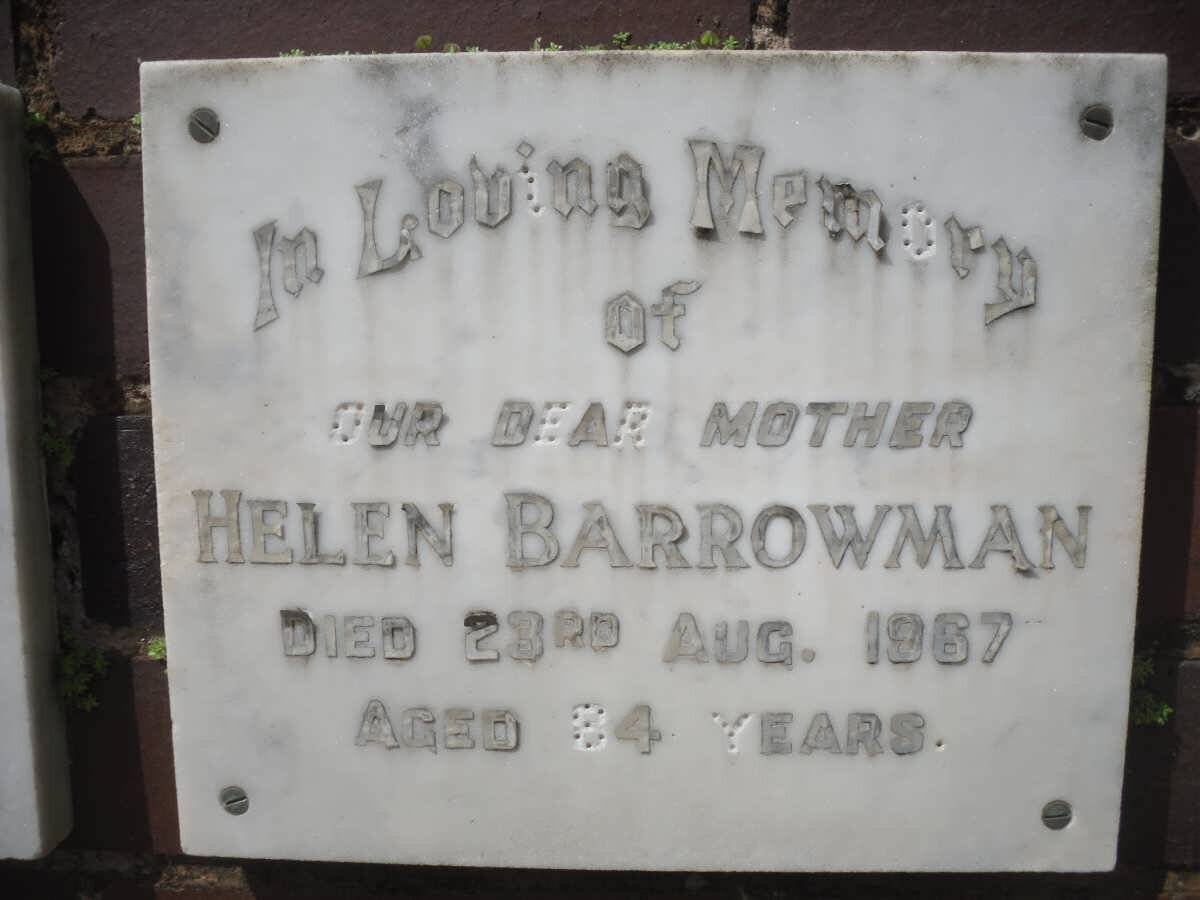 In Loving Memory
of
OUR DEAR MOTHER
HELEN BARROWMAN
DIED 23RD AUG. 1967
AGED 84 YEARS.